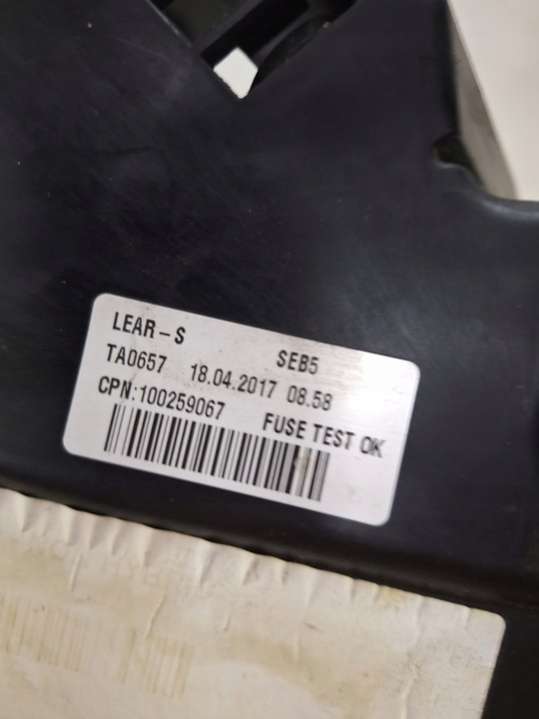 LEAR-S SEB5
TA0657 18.04.2017 08.58
CPN:100259067 FUSE TEST OK